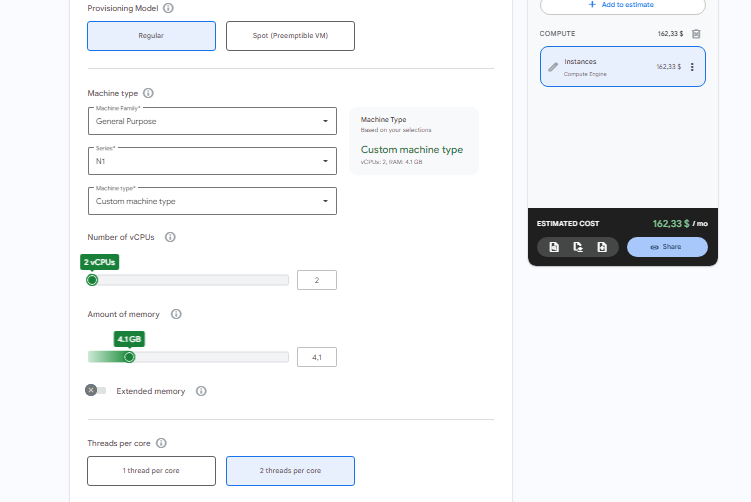 Provisioning Model
Regular
Spot (Preemptible VM)
Machine type
Machine Family*
General Purpose
Series*
N1
Machine type*
Custom machine type
Machine Type
Based on your selections
Custom machine type
vCPUs: 2, RAM: 4.1 GB
Number of vCPUs
2 vCPUs
2
Amount of memory
4.1 GB
4,1
Extended memory
Threads per core
1 thread per core
2 threads per core
+ Add to estimate
COMPUTE 162,33 $
Instances 162,33 $
Compute Engine
ESTIMATED COST 162,33 $ / mo
Share